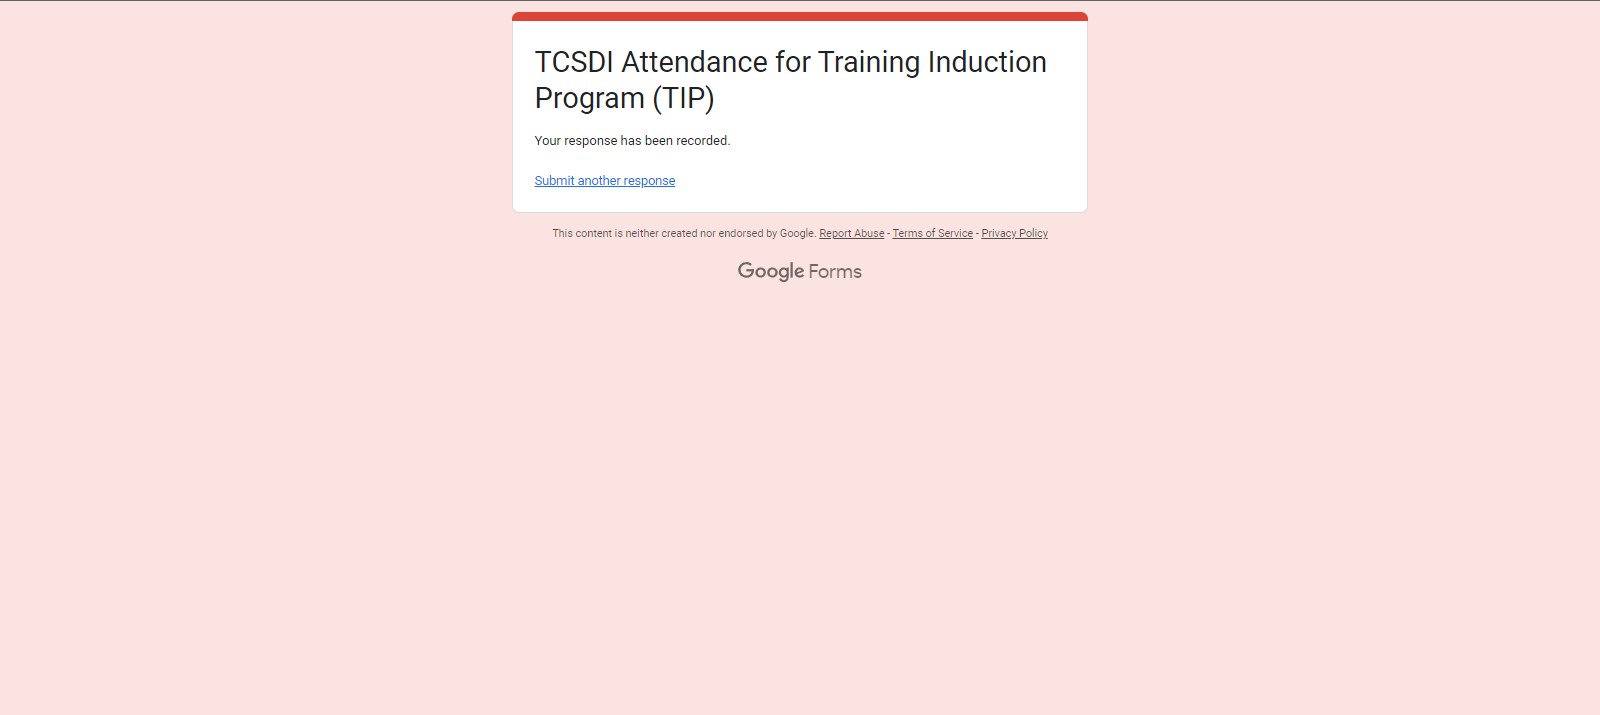 TCSDI Attendance for Training Induction
Program (TIP)
Your response has been recorded.
Submit another response
This content is neither created nor endorsed by Google. Report Abuse - Terms of Service - Privacy Policy
Google Forms